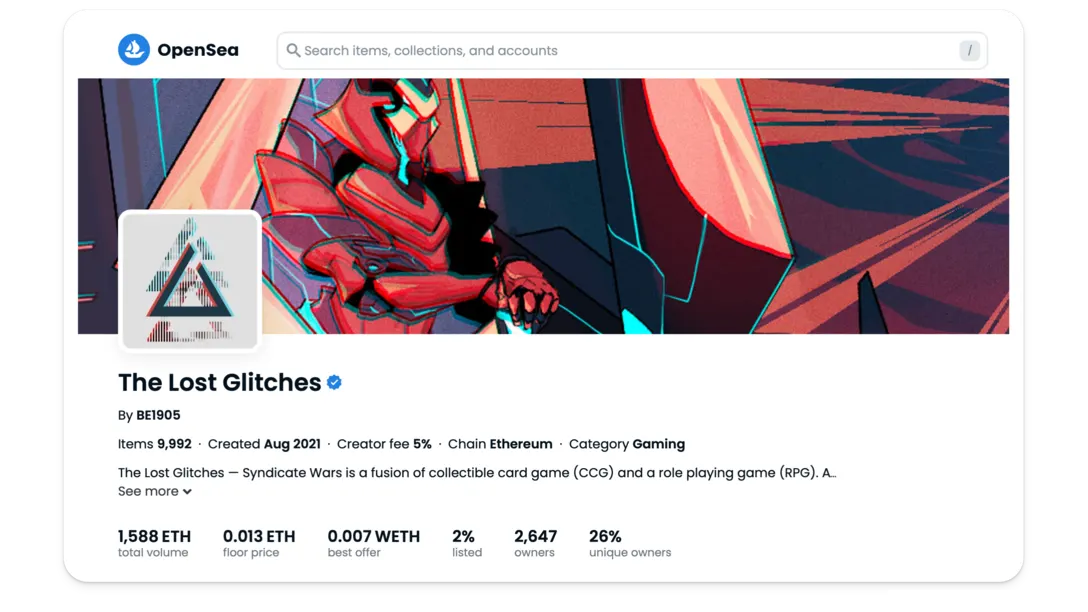 OpenSea
Search items, collections, and accounts
/
The Lost Glitches
By BE1905
Items 9,992 · Created Aug 2021 · Creator fee 5% · Chain Ethereum · Category Gaming
The Lost Glitches — Syndicate Wars is a fusion of collectible card game (CCG) and a role playing game (RPG). A...
See more
1,588 ETH 0.013 ETH 0.007 WETH 2% 2,647 26%
total volume floor price best offer listed owners unique owners